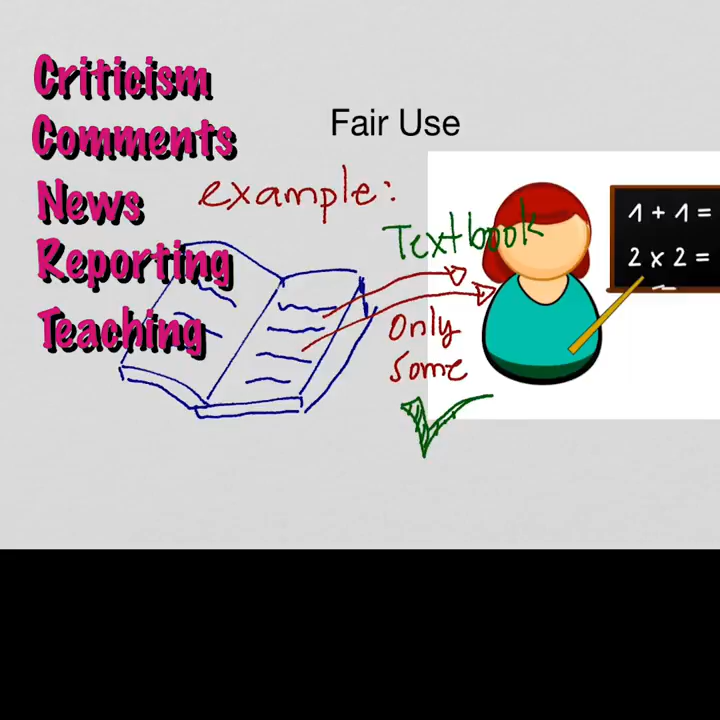 Criticism
Comments
News
Reporting
Teaching
Fair Use
example:
Textbook
only
some
1 + 1 =
2 x 2 =